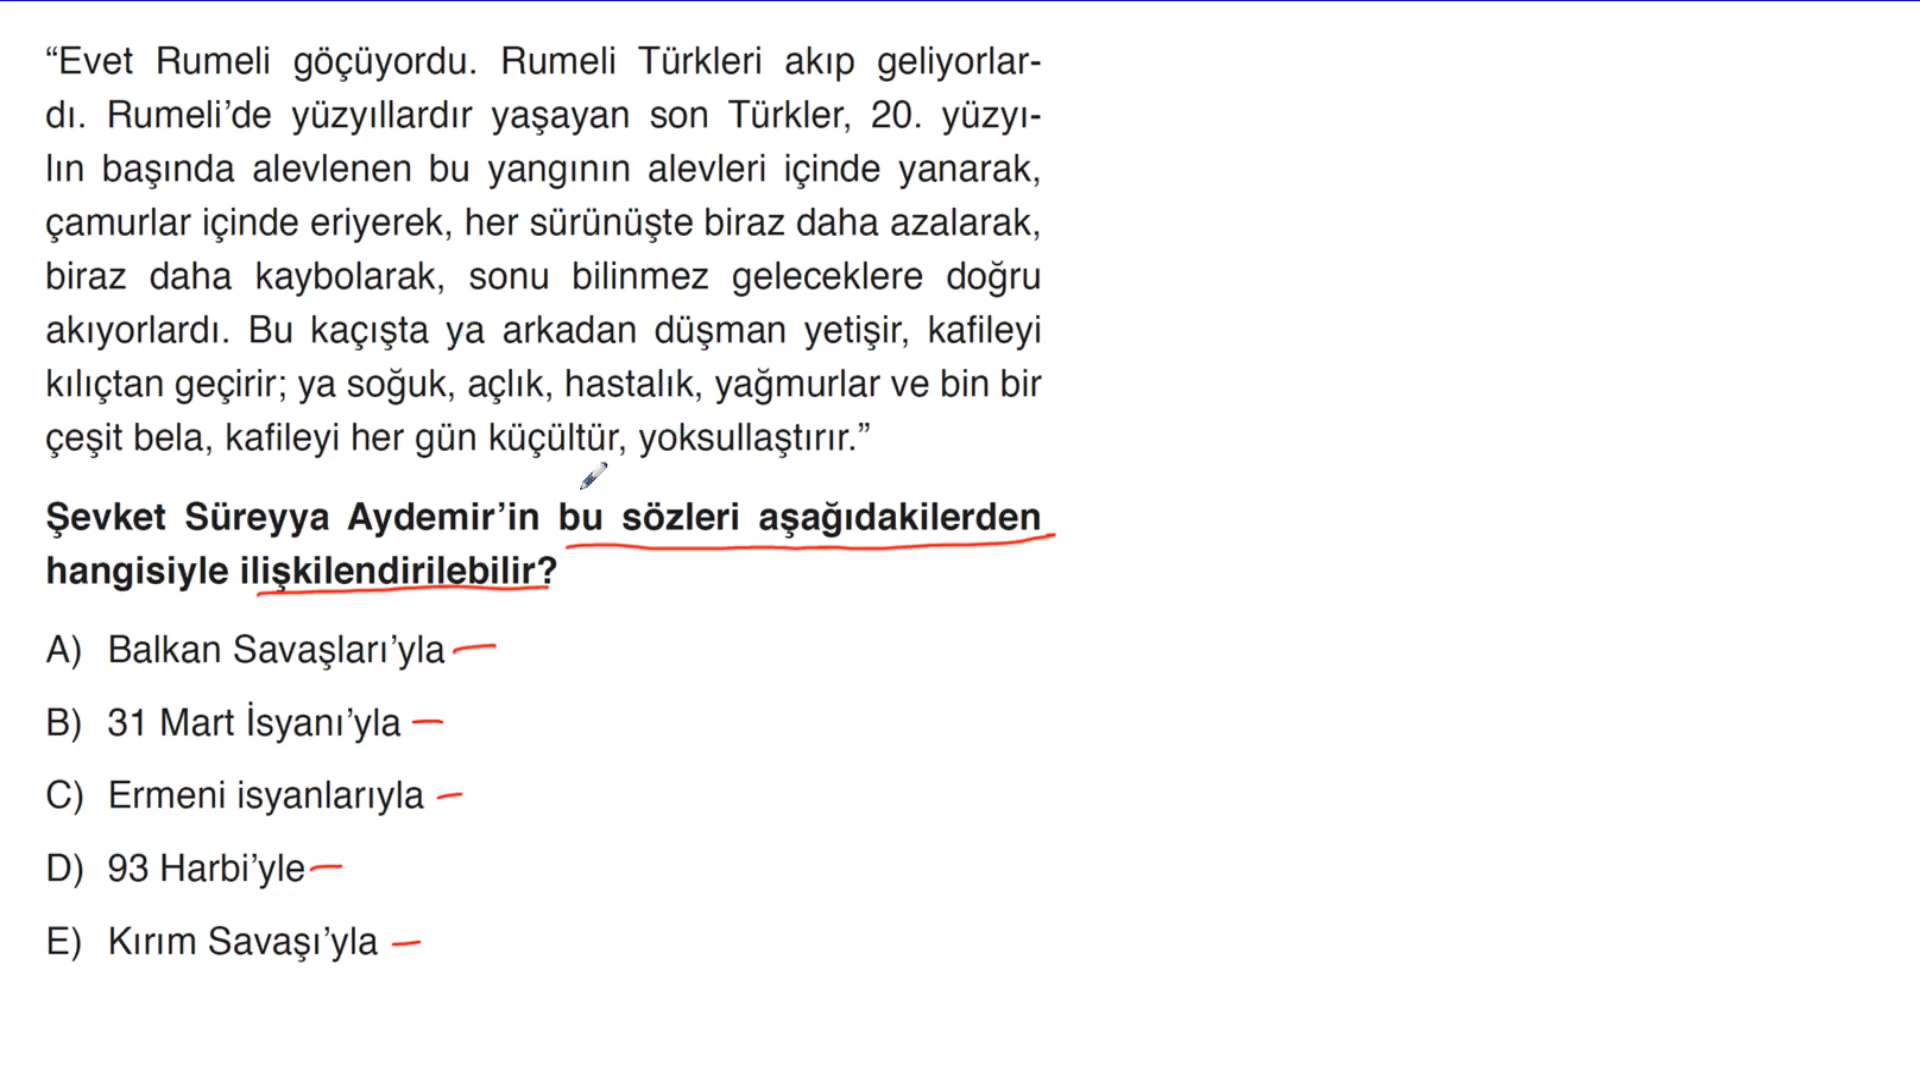 “Evet Rumeli göçüyordu. Rumeli Türkleri akıp geliyorlar-
dı. Rumeli’de yüzyıllardır yaşayan son Türkler, 20. yüzyı-
lın başında alevlenen bu yangının alevleri içinde yanarak,
çamurlar içinde eriyerek, her sürünüşte biraz daha azalarak,
biraz daha kaybolarak, sonu bilinmez geleceklere doğru
akıyorlardı. Bu kaçışta ya arkadan düşman yetişir, kafileyi
kılıçtan geçirir; ya soğuk, açlık, hastalık, yağmurlar ve bin bir
çeşit bela, kafileyi her gün küçültür, yoksullaştırır.”
Şevket Süreyya Aydemir’in bu sözleri aşağıdakilerden
hangisiyle ilişkilendirilebilir?
A) Balkan Savaşları’yla
B) 31 Mart İsyanı’yla
C) Ermeni isyanlarıyla
D) 93 Harbi’yle
E) Kırım Savaşı’yla